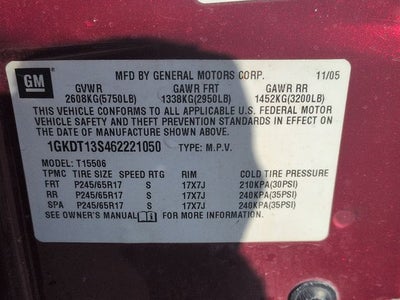 GM MFD BY GENERAL MOTORS CORP. 11/05
GVWR GAWR FRT GAWR RR
2608KG(5750LB) 1338KG(2950LB) 1452KG(3200LB)
THIS VEHICLE CONFORMS TO ALL APPLICABLE U.S. FEDERAL MOTOR
VEHICLE SAFETY AND THEFT PREVENTION STANDARDS IN EFFECT ON
THE DATE OF MANUFACTURE SHOWN ABOVE.
1GKDT13S462221050 TYPE: M.P.V.
MODEL: T15506
TPMC TIRE SIZE SPEED RTG RIM COLD TIRE PRESSURE
FRT P245/65R17 S 17X7J 210KPA(30PSI)
RR P245/65R17 S 17X7J 240KPA(35PSI)
SPA P245/65R17 S 17X7J 240KPA(35PSI)
SEE OWNER'S MANUAL FOR MORE INFORMATION.